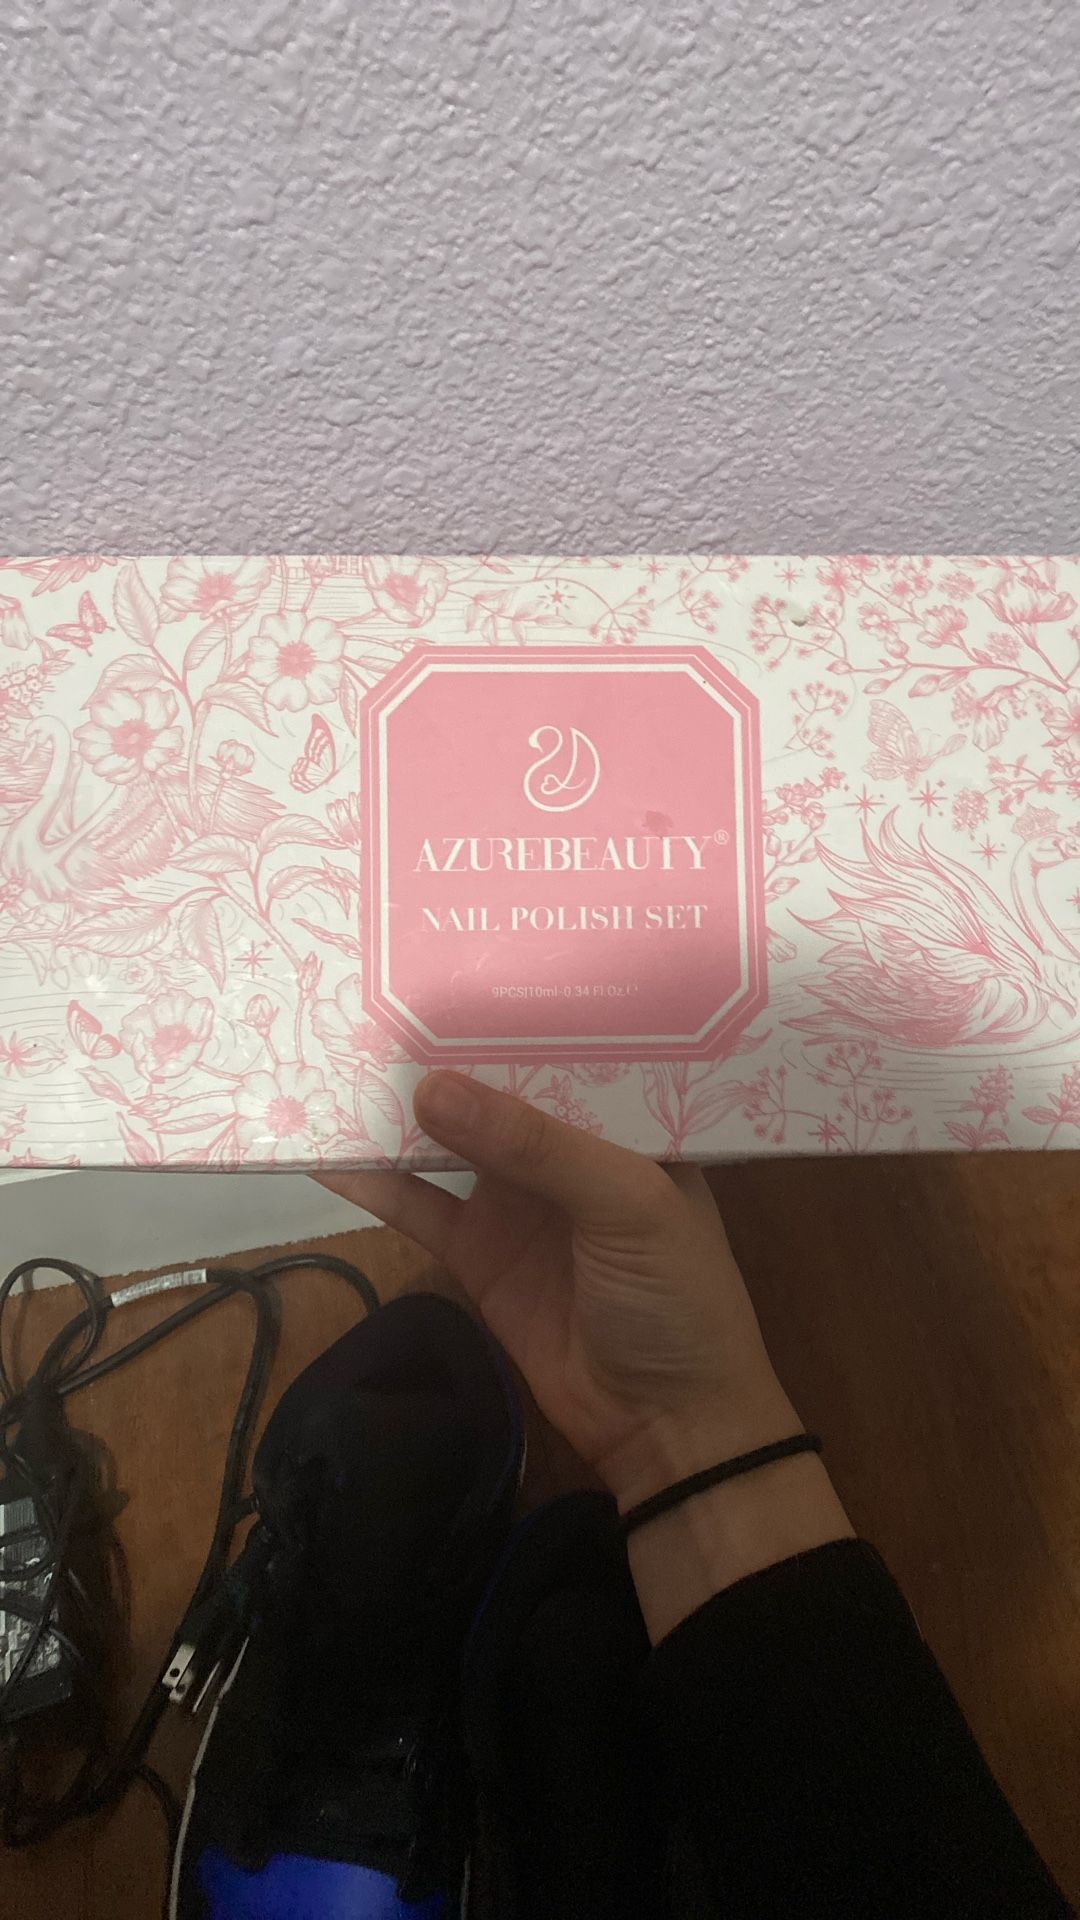 AZUREBEAUTY®
NAIL POLISH SET
9PCS|10ml-0.34 Fl.Oz.℮